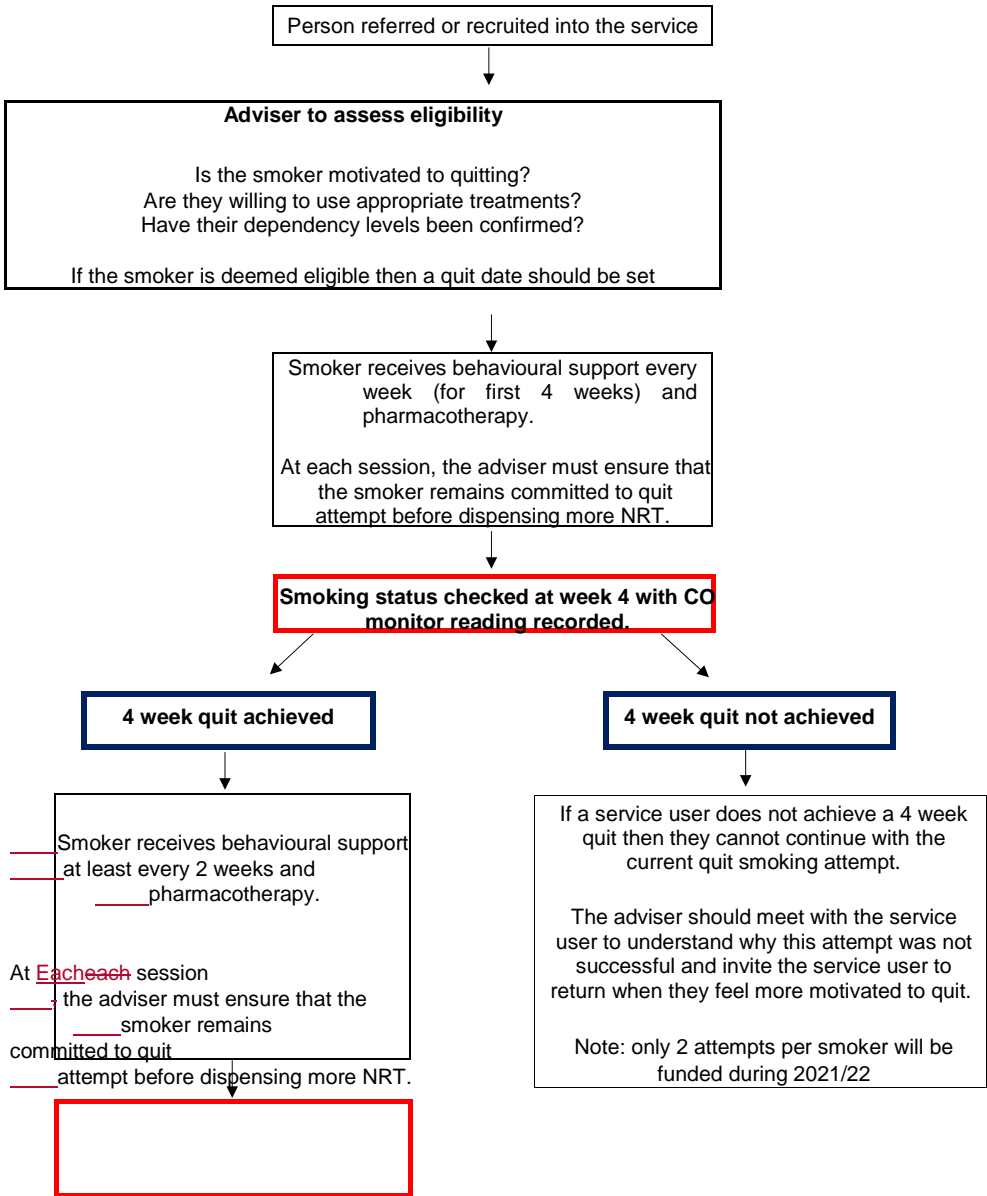 Person referred or recruited into the service
Adviser to assess eligibility
Is the smoker motivated to quitting?
Are they willing to use appropriate treatments?
Have their dependency levels been confirmed?
If the smoker is deemed eligible then a quit date should be set
Smoker receives behavioural support every
week (for first 4 weeks) and
pharmacotherapy.
At each session, the adviser must ensure that
the smoker remains committed to quit
attempt before dispensing more NRT.
Smoking status checked at week 4 with CO
monitor reading recorded.
4 week quit achieved
Smoker receives behavioural support
at least every 2 weeks and
pharmacotherapy.
At Eacheach session
, the adviser must ensure that the
smoker remains
committed to quit
attempt before dispensing more NRT.
4 week quit not achieved
If a service user does not achieve a 4 week
quit then they cannot continue with the
current quit smoking attempt.
The adviser should meet with the service
user to understand why this attempt was not
successful and invite the service user to
return when they feel more motivated to quit.
Note: only 2 attempts per smoker will be
funded during 2021/22